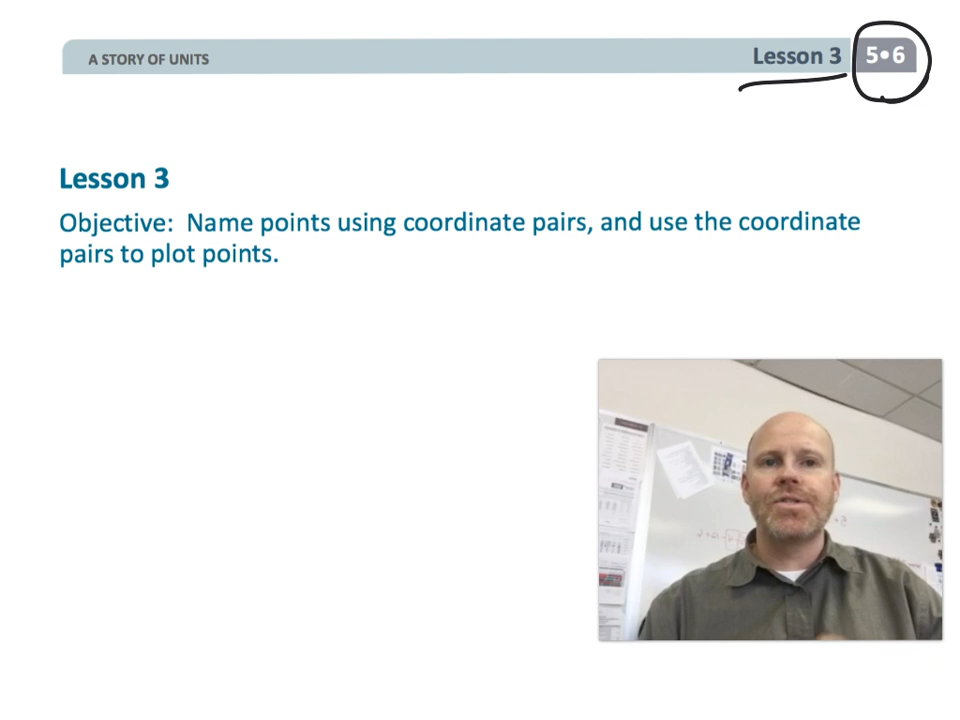 A STORY OF UNITS
Lesson 3
5•6
Lesson 3
Objective:  Name points using coordinate pairs, and use the coordinate
pairs to plot points.